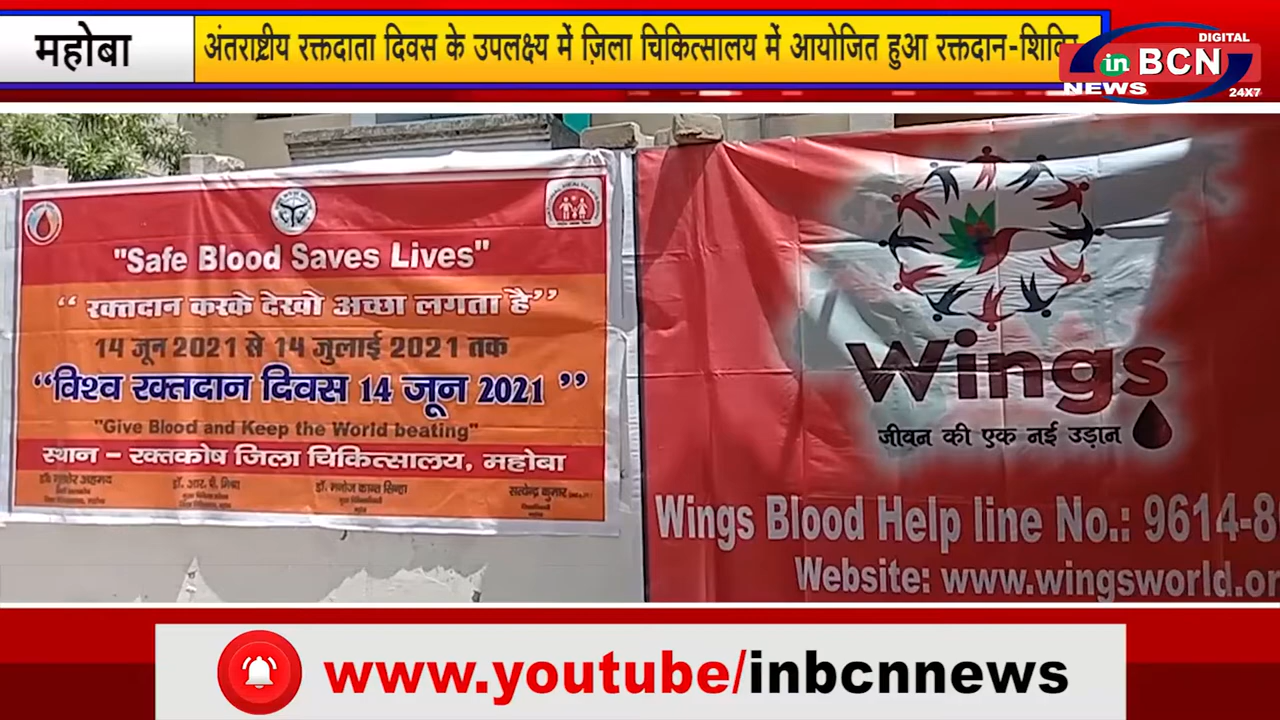 महोबा
अंतराष्ट्रीय रक्तदाता दिवस के उपलक्ष्य में ज़िला चिकित्सालय में आयोजित हुआ रक्तदान-शिविर
DIGITAL
in BCN
NEWS
24X7
"Safe Blood Saves Lives"
“ रक्तदान करके देखो अच्छा लगता है”
14 जून 2021 से 14 जुलाई 2021 तक
“विश्व रक्तदान दिवस 14 जून 2021 ”
"Give Blood and Keep the World beating"
स्थान – रक्तकोष जिला चिकित्सालय, महोबा
डॉ. आर. पी. मिश्रा
डॉ. मनोज कान्त सिन्हा
सत्येन्द्र कुमार
Wings
जीवन की एक नई उड़ान
Wings Blood Help line No.: 9614-8
Website: www.wingsworld.or
www.youtube/inbcnnews